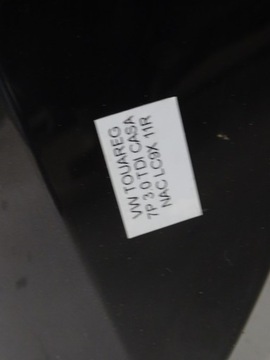 VW TOUAREG
7P 3.0 TDI CASA
NAC LC9X 11R